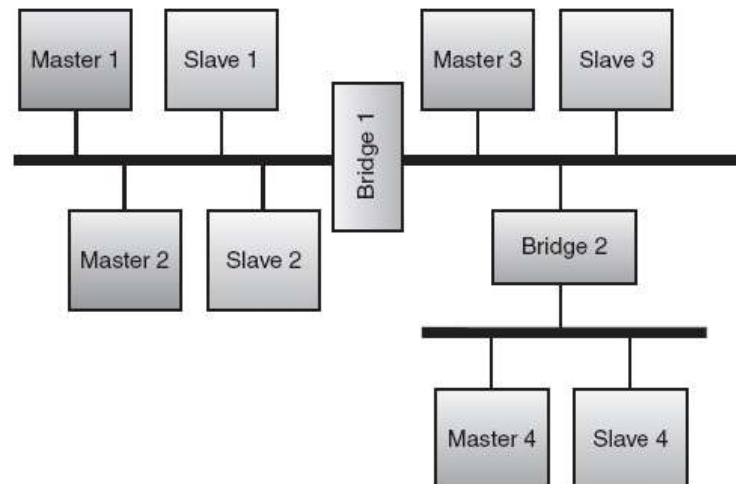 Master 1
Slave 1
Master 3
Slave 3
Bridge 1
Master 2
Slave 2
Bridge 2
Master 4
Slave 4